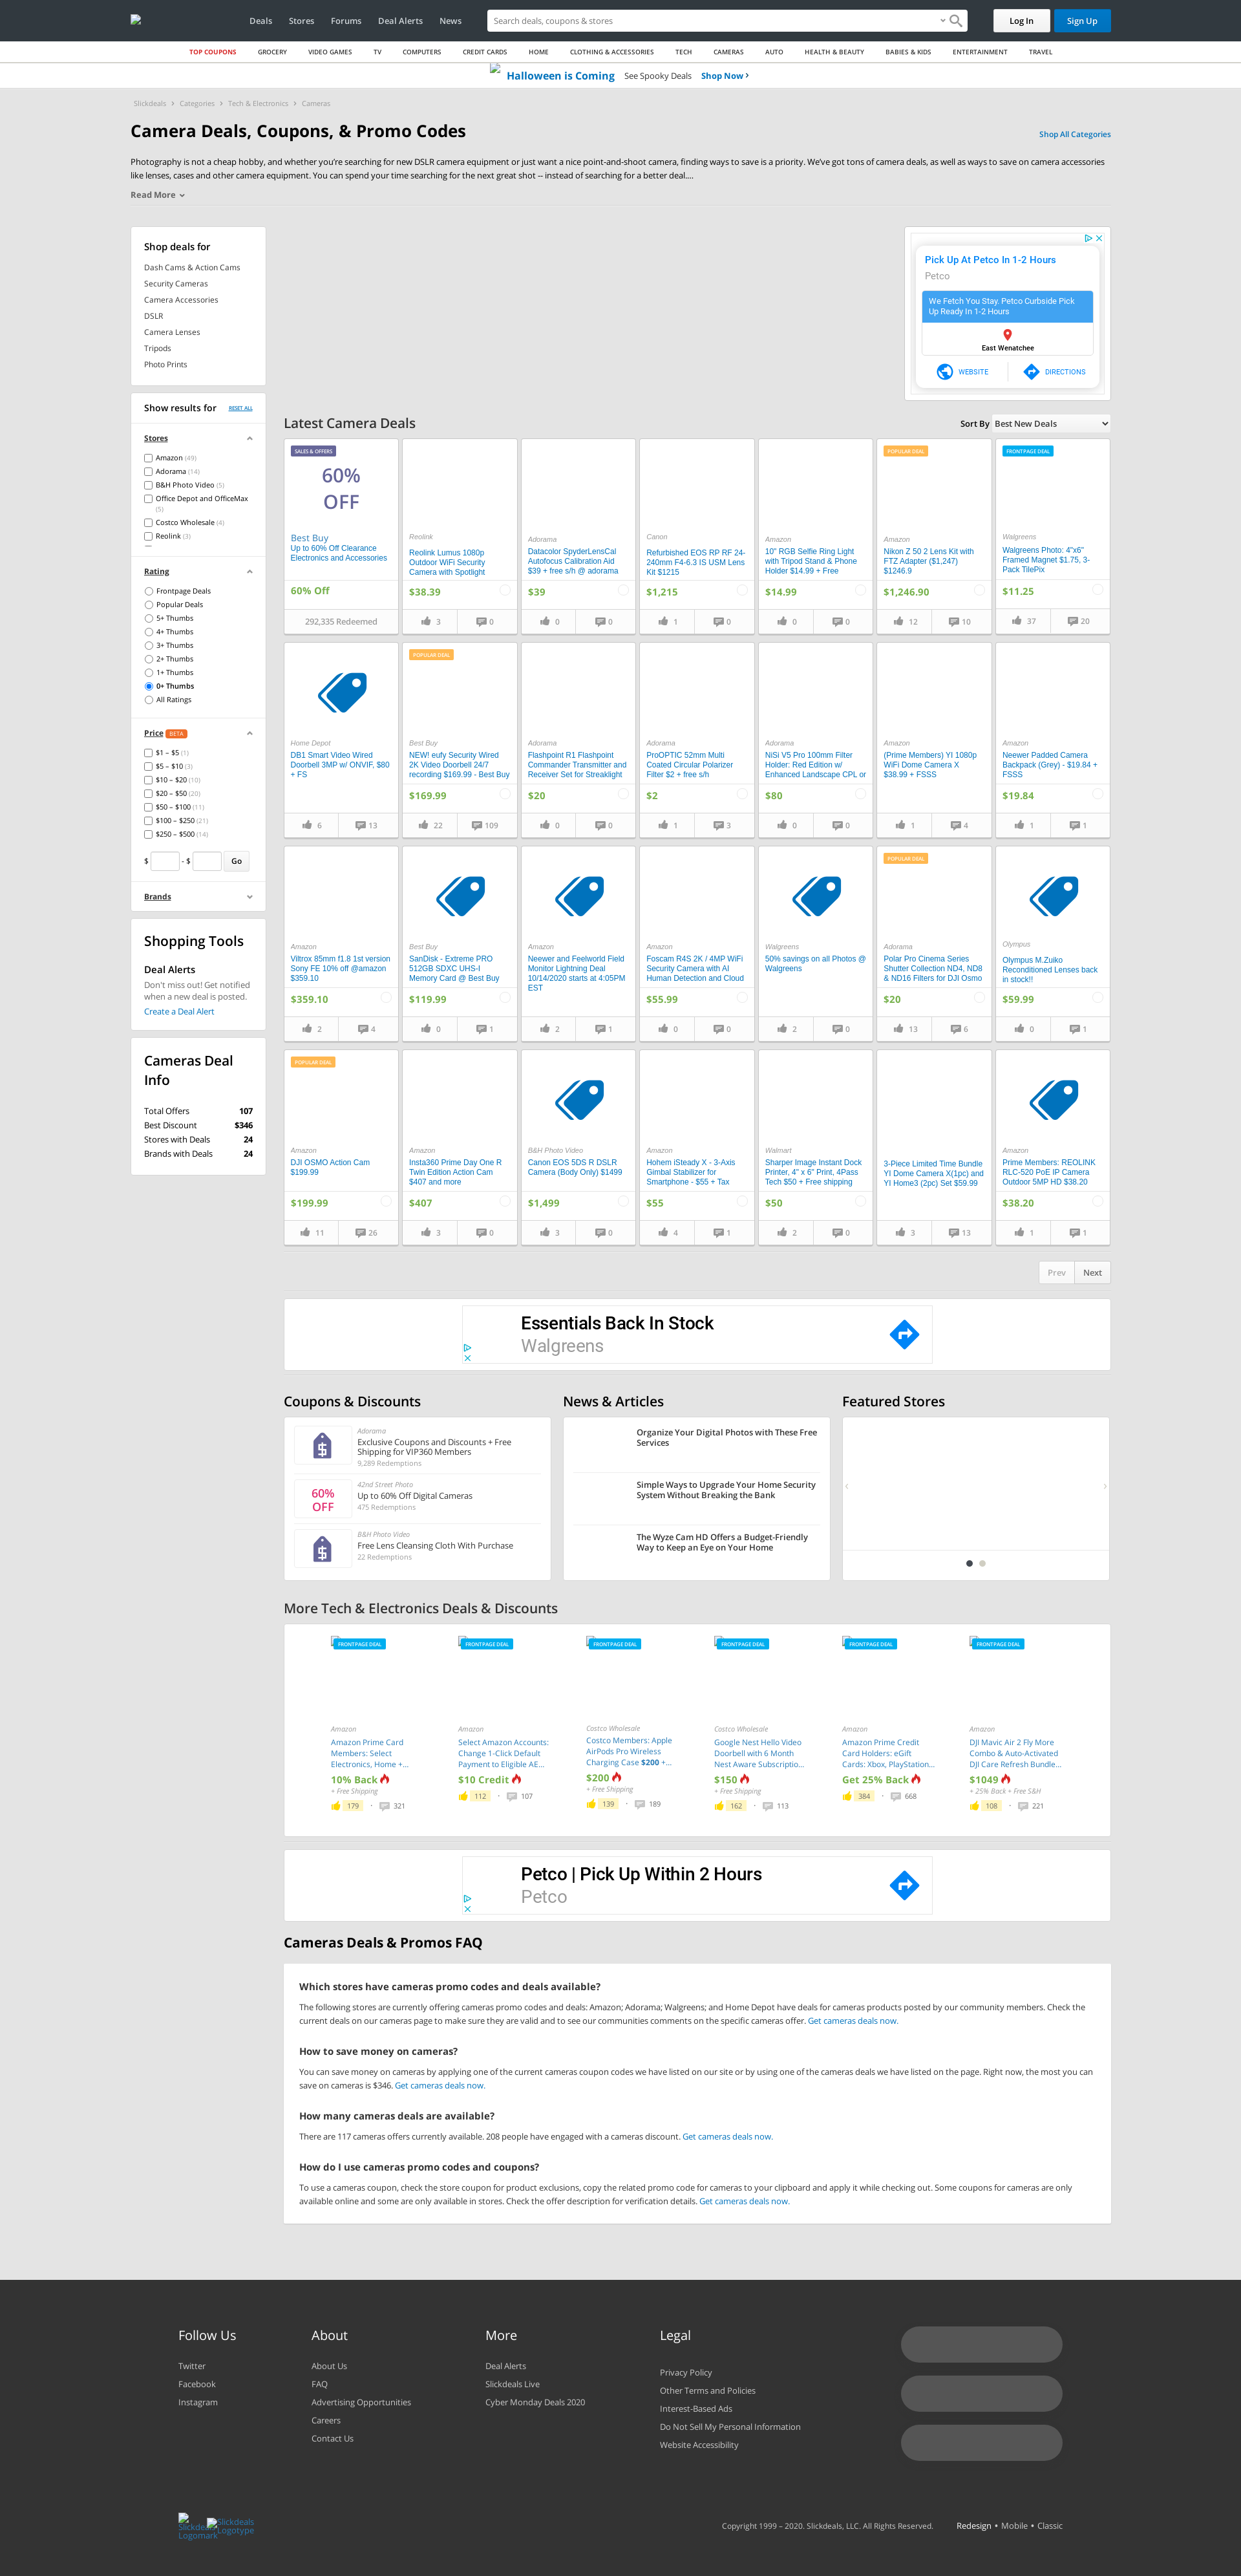 Deals Stores Forums Deal Alerts News Search deals, coupons & stores Log In Sign Up
TOP COUPONS GROCERY VIDEO GAMES TV COMPUTERS CREDIT CARDS HOME CLOTHING & ACCESSORIES TECH CAMERAS AUTO HEALTH & BEAUTY BABIES & KIDS ENTERTAINMENT TRAVEL
Halloween is Coming See Spooky Deals Shop Now
Slickdeals Categories Tech & Electronics Cameras
Camera Deals, Coupons, & Promo Codes
Shop All Categories
Photography is not a cheap hobby, and whether you're searching for new DSLR camera equipment or just want a nice point-and-shoot camera, finding ways to save is a priority. We've got tons of camera deals, as well as ways to save on camera accessories
like lenses, cases and other camera equipment. You can spend your time searching for the next great shot -- instead of searching for a better deal....
Read More
Shop deals for
Dash Cams & Action Cams
Security Cameras
Camera Accessories
DSLR
Camera Lenses
Tripods
Photo Prints
Pick Up At Petco In 1-2 Hours
Petco
We Fetch You Stay. Petco Curbside Pick
Up Ready In 1-2 Hours
East Wenatchee
WEBSITE DIRECTIONS
Show results for RESET ALL
Stores
Amazon (49)
Adorama (14)
B&H Photo Video (5)
Office Depot and OfficeMax
(5)
Costco Wholesale (4)
Reolink (3)
Rating
Frontpage Deals
Popular Deals
5+ Thumbs
4+ Thumbs
3+ Thumbs
2+ Thumbs
1+ Thumbs
0+ Thumbs
All Ratings
Price BETA
$1 – $5 (1)
$5 – $10 (3)
$10 – $20 (10)
$20 – $50 (20)
$50 – $100 (11)
$100 – $250 (21)
$250 – $500 (14)
$ - $ Go
Brands
Shopping Tools
Deal Alerts
Don't miss out! Get notified
when a new deal is posted.
Create a Deal Alert
Cameras Deal
Info
Total Offers 107
Best Discount $346
Stores with Deals 24
Brands with Deals 24
Latest Camera Deals
Sort By Best New Deals
SALES & OFFERS
60%
OFF
Best Buy
Up to 60% Off Clearance
Electronics and Accessories
60% Off
292,335 Redeemed
Reolink
Reolink Lumus 1080p
Outdoor WiFi Security
Camera with Spotlight
$38.39
3 0
Adorama
Datacolor SpyderLensCal
Autofocus Calibration Aid
$39 + free s/h @ adorama
$39
0 0
Canon
Refurbished EOS RP RF 24-
240mm F4-6.3 IS USM Lens
Kit $1215
$1,215
1 0
Amazon
10" RGB Selfie Ring Light
with Tripod Stand & Phone
Holder $14.99 + Free
$14.99
0 0
POPULAR DEAL
Amazon
Nikon Z 50 2 Lens Kit with
FTZ Adapter ($1,247)
$1246.9
$1,246.90
12 10
FRONTPAGE DEAL
Walgreens
Walgreens Photo: 4"x6"
Framed Magnet $1.75, 3-
Pack TilePix
$11.25
37 20
Home Depot
DB1 Smart Video Wired
Doorbell 3MP w/ ONVIF, $80
+ FS
6 13
POPULAR DEAL
Best Buy
NEW! eufy Security Wired
2K Video Doorbell 24/7
recording $169.99 - Best Buy
$169.99
22 109
Adorama
Flashpoint R1 Flashpoint
Commander Transmitter and
Receiver Set for Streaklight
$20
0 0
Adorama
ProOPTIC 52mm Multi
Coated Circular Polarizer
Filter $2 + free s/h
$2
1 3
Adorama
NiSi V5 Pro 100mm Filter
Holder: Red Edition w/
Enhanced Landscape CPL or
$80
0 0
Amazon
(Prime Members) YI 1080p
WiFi Dome Camera X
$38.99 + FSSS
1 4
Amazon
Neewer Padded Camera
Backpack (Grey) - $19.84 +
FSSS
$19.84
1 1
Amazon
Viltrox 85mm f1.8 1st version
Sony FE 10% off @amazon
$359.10
$359.10
2 4
Best Buy
SanDisk - Extreme PRO
512GB SDXC UHS-I
Memory Card @ Best Buy
$119.99
0 1
Amazon
Neewer and Feelworld Field
Monitor Lightning Deal
10/14/2020 starts at 4:05PM
EST
2 1
Amazon
Foscam R4S 2K / 4MP WiFi
Security Camera with AI
Human Detection and Cloud
$55.99
0 0
Walgreens
50% savings on all Photos @
Walgreens
2 0
POPULAR DEAL
Adorama
Polar Pro Cinema Series
Shutter Collection ND4, ND8
& ND16 Filters for DJI Osmo
$20
13 6
Olympus
Olympus M.Zuiko
Reconditioned Lenses back
in stock!!
$59.99
0 1
POPULAR DEAL
Amazon
DJI OSMO Action Cam
$199.99
$199.99
11 26
Amazon
Insta360 Prime Day One R
Twin Edition Action Cam
$407 and more
$407
3 0
B&H Photo Video
Canon EOS 5DS R DSLR
Camera (Body Only) $1499
$1,499
3 0
Amazon
Hohem iSteady X - 3-Axis
Gimbal Stabilizer for
Smartphone - $55 + Tax
$55
4 1
Walmart
Sharper Image Instant Dock
Printer, 4" x 6" Print, 4Pass
Tech $50 + Free shipping
$50
2 0
3-Piece Limited Time Bundle
YI Dome Camera X(1pc) and
YI Home3 (2pc) Set $59.99
3 13
Amazon
Prime Members: REOLINK
RLC-520 PoE IP Camera
Outdoor 5MP HD $38.20
$38.20
1 1
Prev Next
Essentials Back In Stock
Walgreens
Coupons & Discounts
Adorama
Exclusive Coupons and Discounts + Free
Shipping for VIP360 Members
9,289 Redemptions
60%
OFF
42nd Street Photo
Up to 60% Off Digital Cameras
475 Redemptions
B&H Photo Video
Free Lens Cleansing Cloth With Purchase
22 Redemptions
News & Articles
Organize Your Digital Photos with These Free
Services
Simple Ways to Upgrade Your Home Security
System Without Breaking the Bank
The Wyze Cam HD Offers a Budget-Friendly
Way to Keep an Eye on Your Home
Featured Stores
More Tech & Electronics Deals & Discounts
FRONTPAGE DEAL
Amazon
Amazon Prime Card
Members: Select
Electronics, Home +...
10% Back
+ Free Shipping
179 · 321
FRONTPAGE DEAL
Amazon
Select Amazon Accounts:
Change 1-Click Default
Payment to Eligible AE...
$10 Credit
112 · 107
FRONTPAGE DEAL
Costco Wholesale
Costco Members: Apple
AirPods Pro Wireless
Charging Case $200 +...
$200
+ Free Shipping
139 · 189
FRONTPAGE DEAL
Costco Wholesale
Google Nest Hello Video
Doorbell with 6 Month
Nest Aware Subscriptio...
$150
+ Free Shipping
162 · 113
FRONTPAGE DEAL
Amazon
Amazon Prime Credit
Card Holders: eGift
Cards: Xbox, PlayStation...
Get 25% Back
384 · 668
FRONTPAGE DEAL
Amazon
DJI Mavic Air 2 Fly More
Combo & Auto-Activated
DJI Care Refresh Bundle...
$1049
+ 25% Back + Free S&H
108 · 221
Petco | Pick Up Within 2 Hours
Petco
Cameras Deals & Promos FAQ
Which stores have cameras promo codes and deals available?
The following stores are currently offering cameras promo codes and deals: Amazon; Adorama; Walgreens; and Home Depot have deals for cameras products posted by our community members. Check the
current deals on our cameras page to make sure they are valid and to see our communities comments on the specific cameras offer. Get cameras deals now.
How to save money on cameras?
You can save money on cameras by applying one of the current cameras coupon codes we have listed on our site or by using one of the cameras deals we have listed on the page. Right now, the most you can
save on cameras is $346. Get cameras deals now.
How many cameras deals are available?
There are 117 cameras offers currently available. 208 people have engaged with a cameras discount. Get cameras deals now.
How do I use cameras promo codes and coupons?
To use a cameras coupon, check the store coupon for product exclusions, copy the related promo code for cameras to your clipboard and apply it while checking out. Some coupons for cameras are only
available online and some are only available in stores. Check the offer description for verification details. Get cameras deals now.
Follow Us
Twitter
Facebook
Instagram
About
About Us
FAQ
Advertising Opportunities
Careers
Contact Us
More
Deal Alerts
Slickdeals Live
Cyber Monday Deals 2020
Legal
Privacy Policy
Other Terms and Policies
Interest-Based Ads
Do Not Sell My Personal Information
Website Accessibility
Slickdeals
Logomark
Slickdeals
Logotype
Copyright 1999 – 2020. Slickdeals, LLC. All Rights Reserved. Redesign • Mobile • Classic